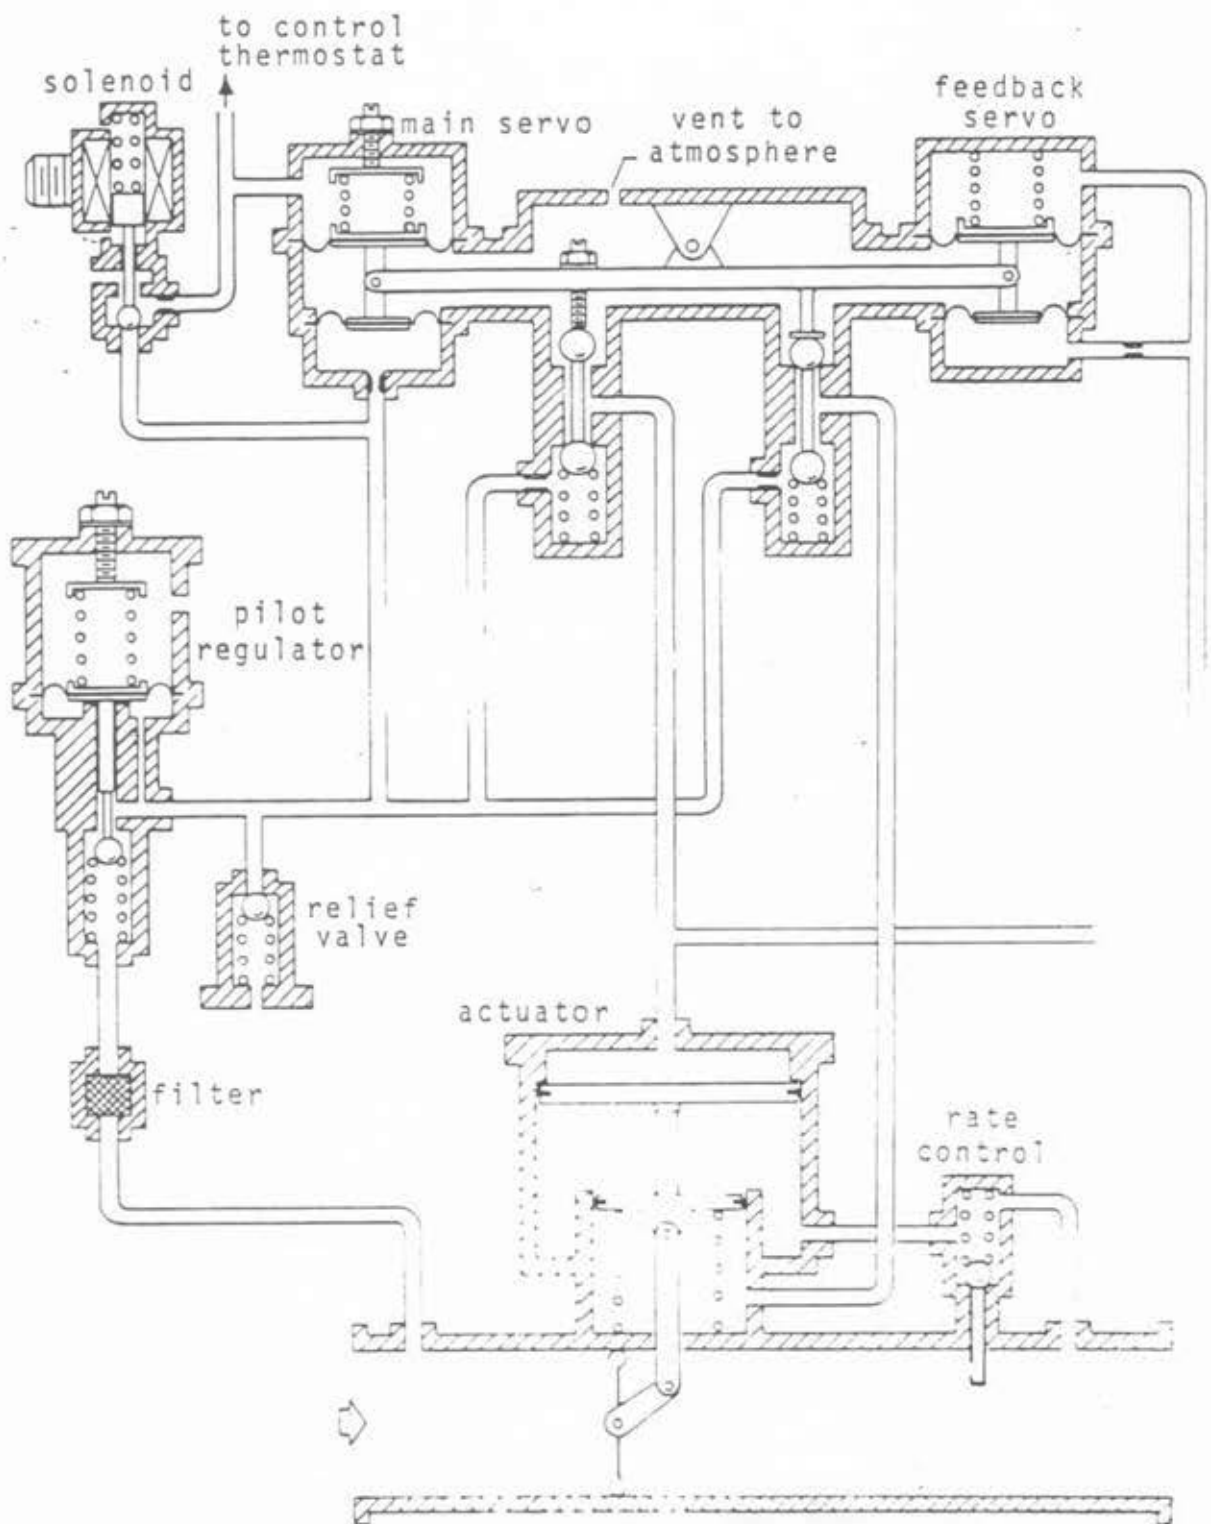 to control
thermostat
solenoid
main servo
vent to
atmosphere
feedback
servo
pilot
regulator
relief
valve
actuator
filter
rate
control